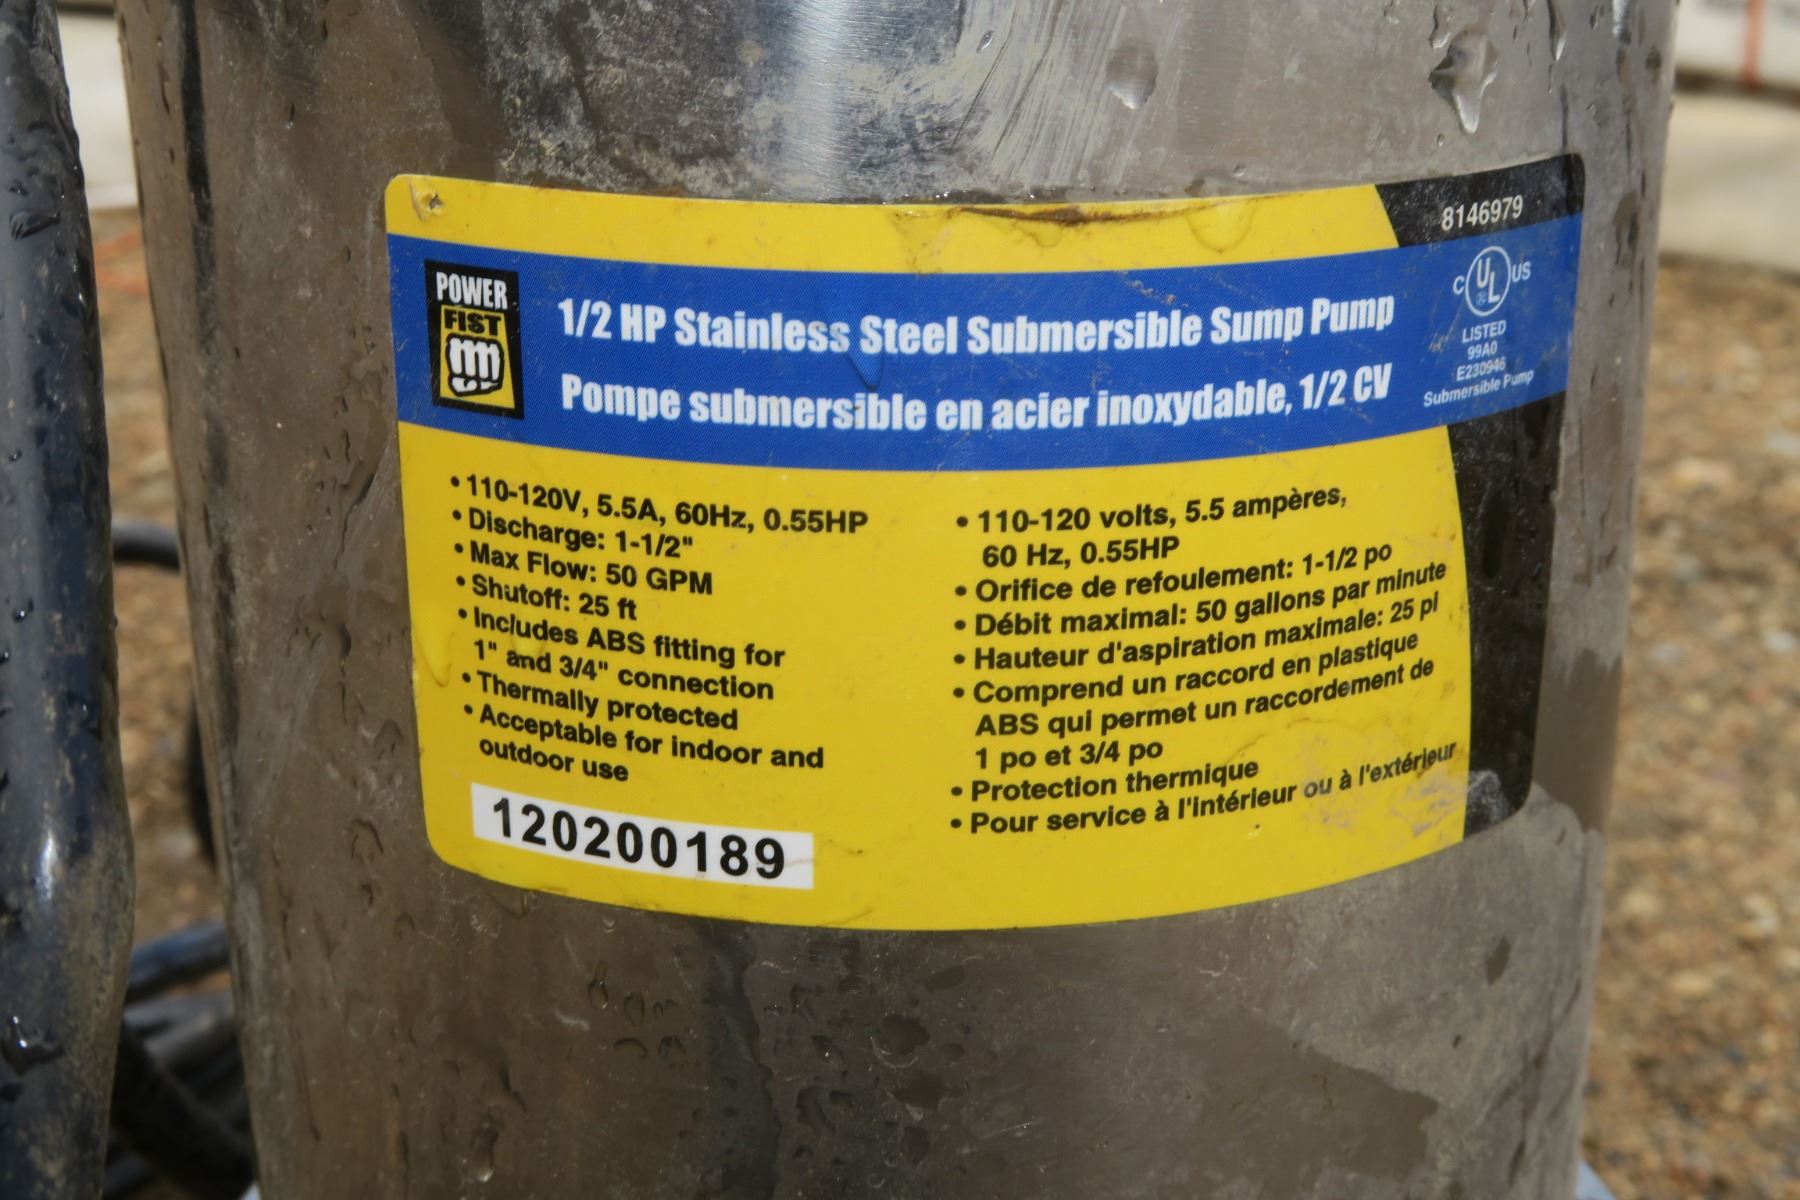 8146979
POWER
FIST
1/2 HP Stainless Steel Submersible Sump Pump
Pompe submersible en acier inoxydable, 1/2 CV
C UL US
LISTED
99A0
E230946
Submersible Pump
• 110-120V, 5.5A, 60Hz, 0.55HP
• Discharge: 1-1/2"
• Max Flow: 50 GPM
• Shutoff: 25 ft
• Includes ABS fitting for
1" and 3/4" connection
• Thermally protected
• Acceptable for indoor and
outdoor use
120200189
• 110-120 volts, 5.5 ampères,
60 Hz, 0.55HP
• Orifice de refoulement: 1-1/2 po
• Débit maximal: 50 gallons par minute
• Hauteur d'aspiration maximale: 25 pi
• Comprend un raccord en plastique
ABS qui permet un raccordement de
1 po et 3/4 po
• Protection thermique
• Pour service à l'intérieur ou à l'extérieur